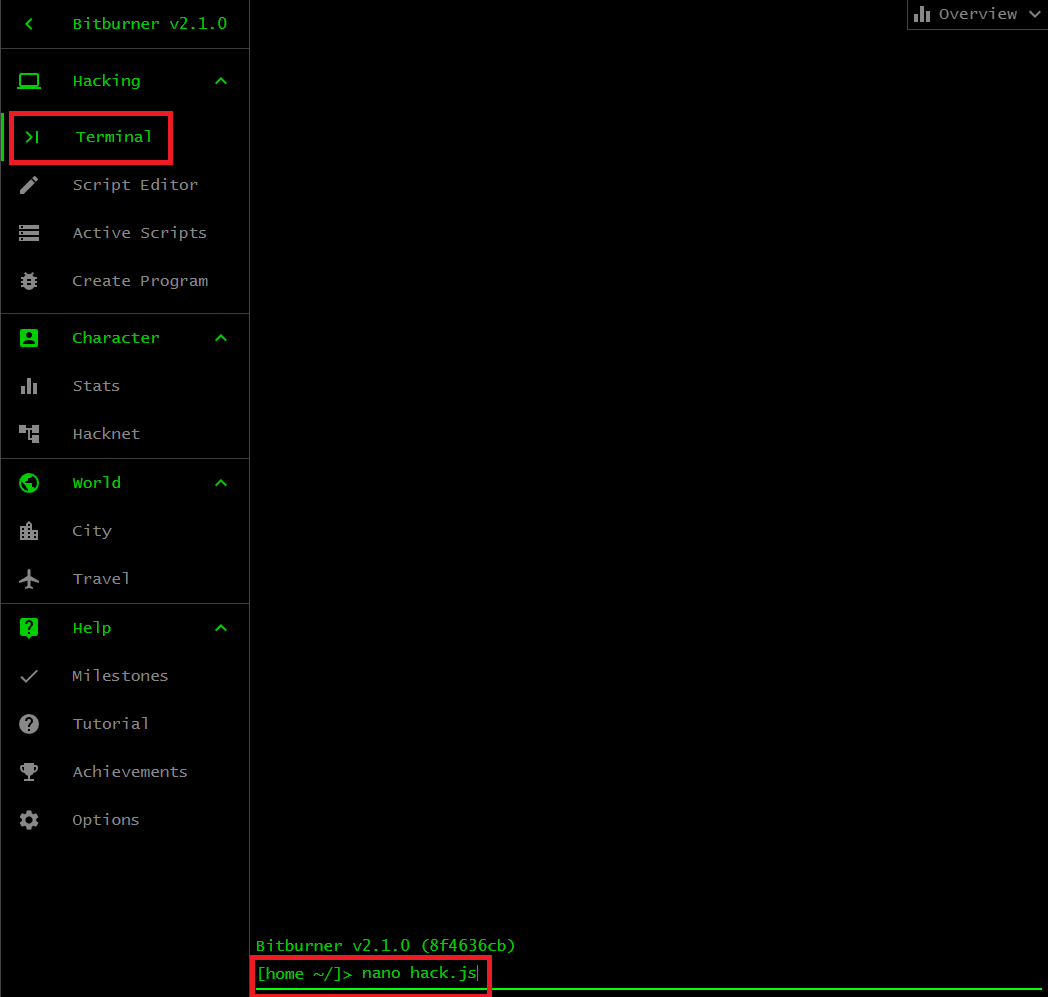 Bitburner v2.1.0
Overview
Hacking
Terminal
Script Editor
Active Scripts
Create Program
Character
Stats
Hacknet
World
City
Travel
Help
Milestones
Tutorial
Achievements
Options
Bitburner v2.1.0 (8f4636cb)
[home ~/]> nano hack.js